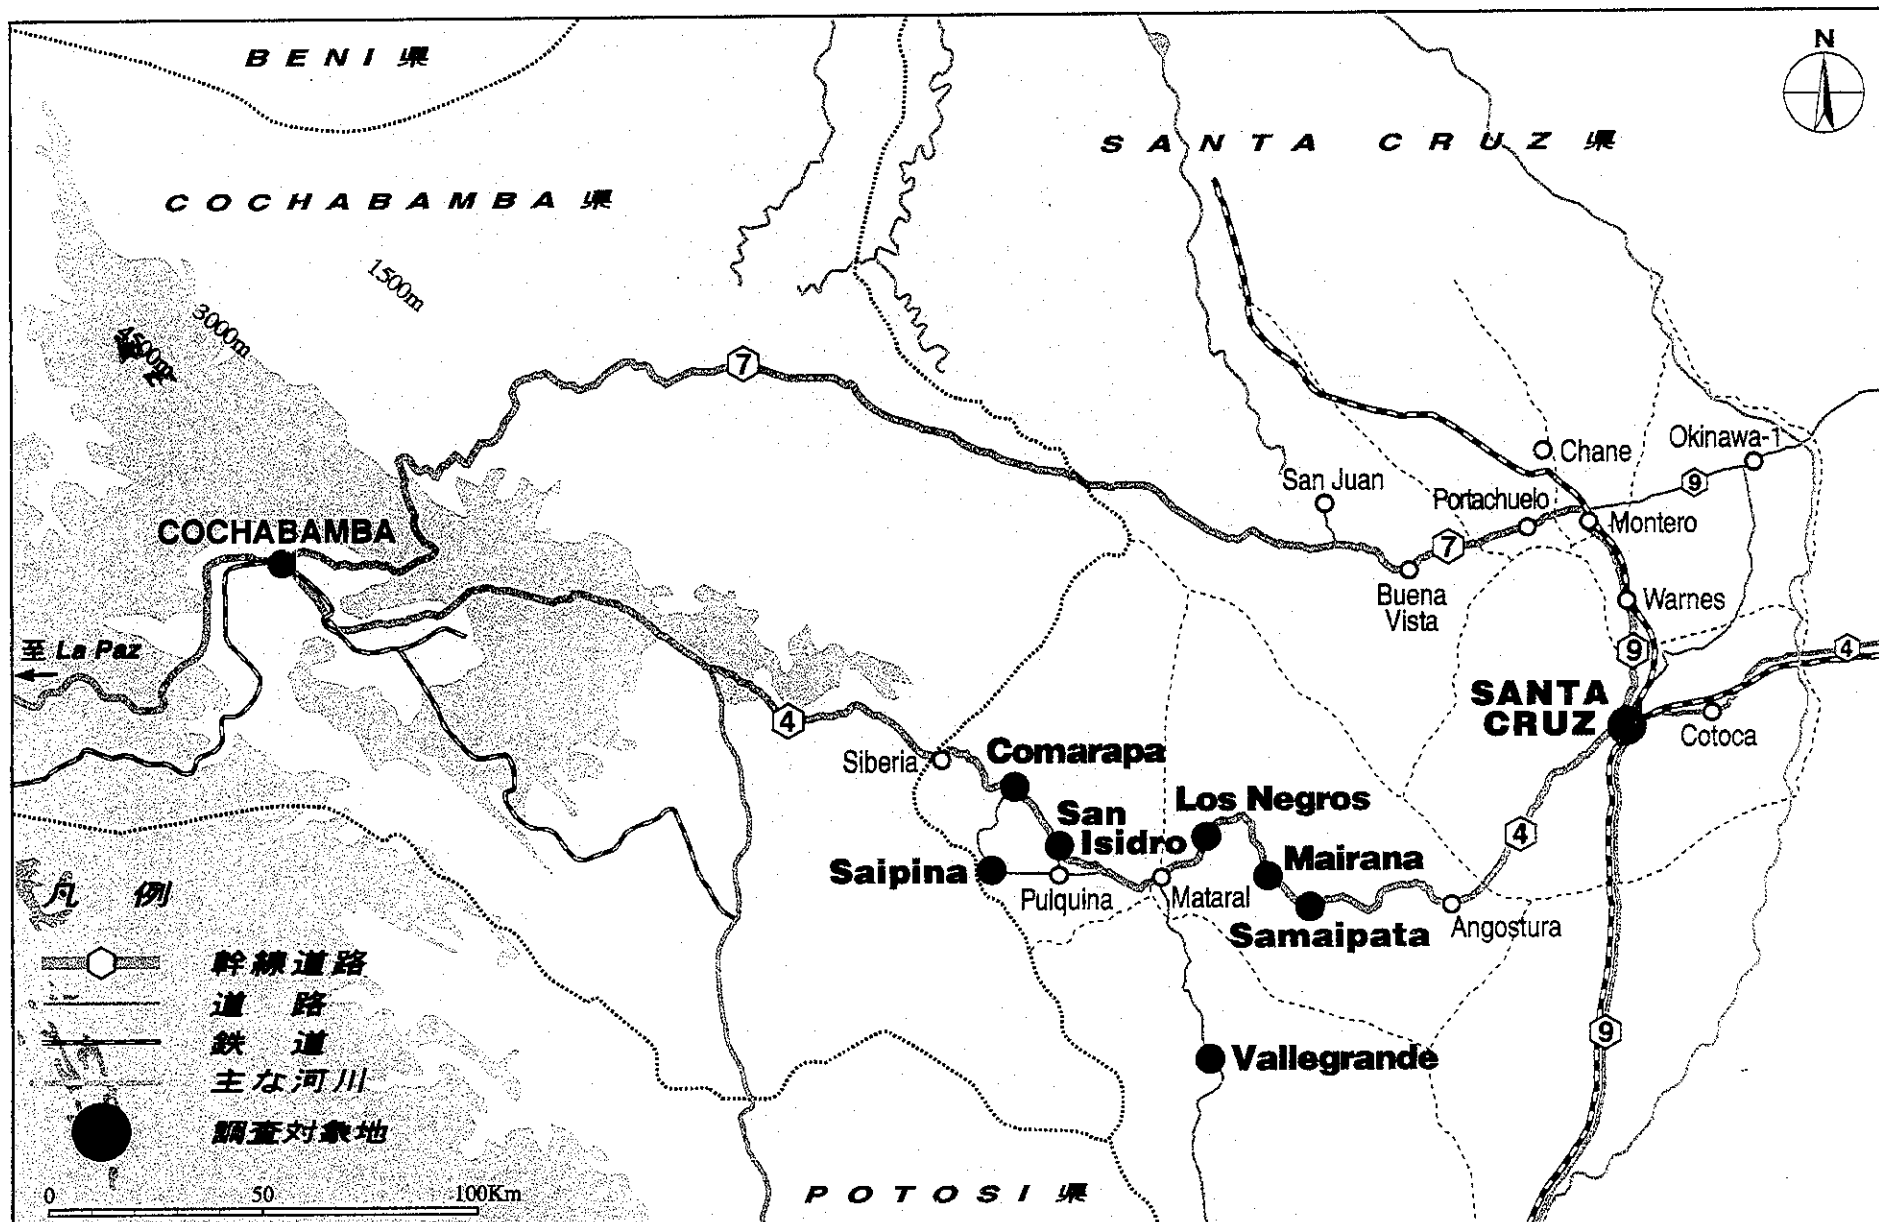 BENI 県
N
SANTA CRUZ 県
COCHABAMBA 県
1500m
3000m
4500m
7
Chane
Okinawa-1
San Juan
Portachuelo
9
Montero
COCHABAMBA
7
Buena
Vista
Warnes
至 La Paz
9
4
SANTA
CRUZ
Cotoca
4
Siberia
Comarapa
Los Negros
San
Isidro
4
Saipina
Mairana
Pulquina
Mataral
Samaipata
Angostura
凡 例
幹線道路
道 路
鉄 道
主な河川
調査対象地
9
Vallegrande
0 50 100Km
POTOSI 県